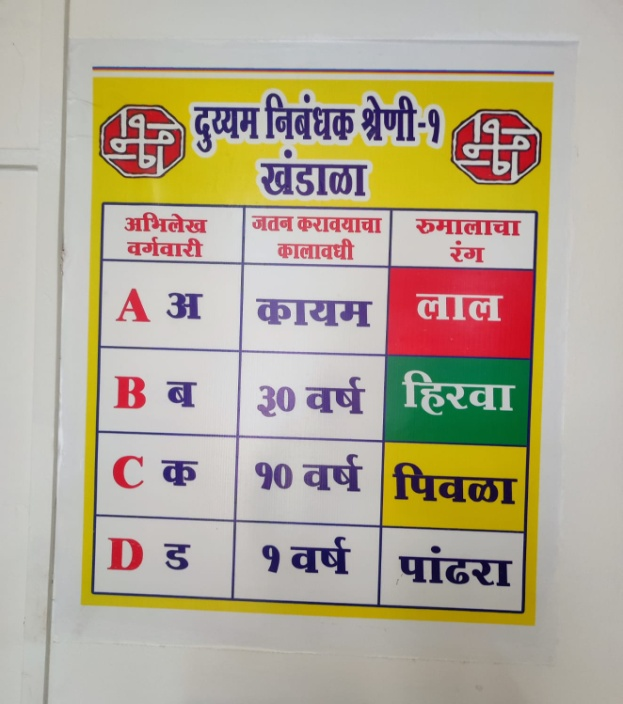 दुय्यम निबंधक श्रेणी-१
खंडाळा
अभिलेख वर्गवारी जतन करावयाचा कालावधी रुमालाचा रंग
A अ कायम लाल
B ब ३० वर्ष हिरवा
C क १० वर्ष पिवळा
D ड १ वर्ष पांढरा